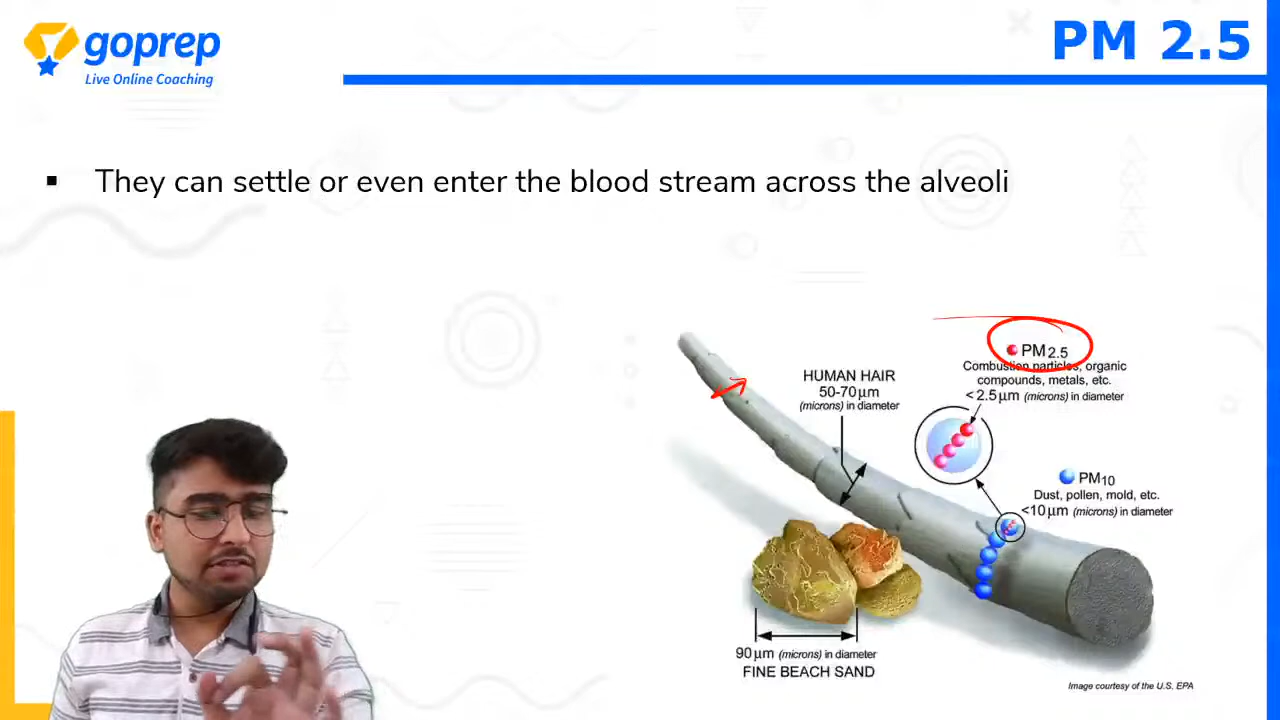 goprep
Live Online Coaching
PM 2.5
▪ They can settle or even enter the blood stream across the alveoli
PM2.5
Combustion particles, organic
compounds, metals, etc.
<2.5µm (microns) in diameter
HUMAN HAIR
50-70µm
(microns) in diameter
PM10
Dust, pollen, mold, etc.
<10µm (microns) in diameter
90µm (microns) in diameter
FINE BEACH SAND
Image courtesy of the U.S. EPA